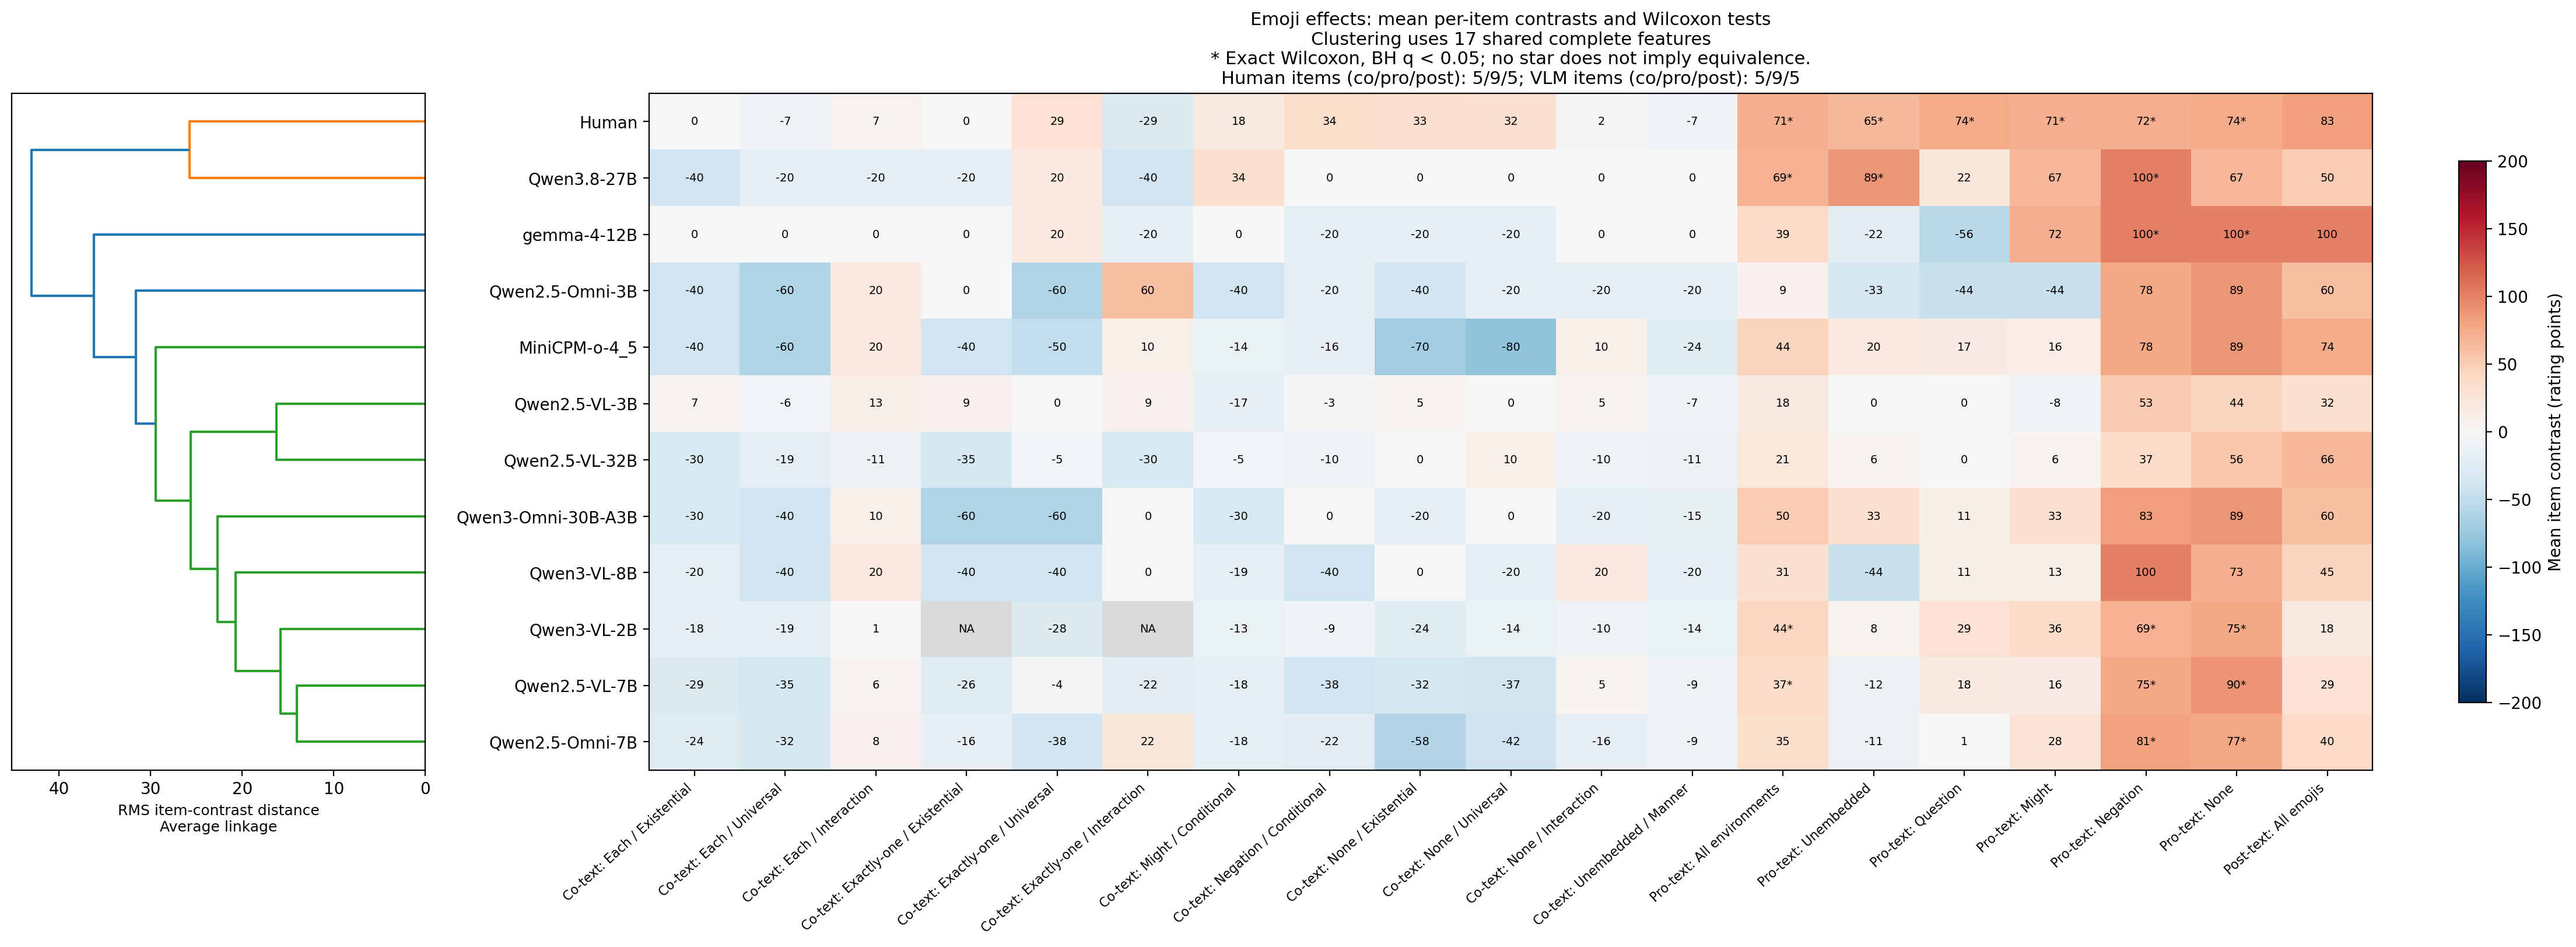 Emoji effects: mean per-item contrasts and Wilcoxon tests
Clustering uses 17 shared complete features
* Exact Wilcoxon, BH q < 0.05; no star does not imply equivalence.
Human items (co/pro/post): 5/9/5; VLM items (co/pro/post): 5/9/5
Human 0 -7 7 0 29 -29 18 34 33 32 2 -7 71* 65* 74* 71* 72* 74* 83
Qwen3.8-27B -40 -20 -20 -20 20 -40 34 0 0 0 0 0 69* 89* 22 67 100* 67 50
gemma-4-12B 0 0 0 0 20 -20 0 -20 -20 -20 0 0 39 -22 -56 72 100* 100* 100
Qwen2.5-Omni-3B -40 -60 20 0 -60 60 -40 -20 -40 -20 -20 -20 9 -33 -44 -44 78 89 60
MiniCPM-o-4_5 -40 -60 20 -40 -50 10 -14 -16 -70 -80 10 -24 44 20 17 16 78 89 74
Qwen2.5-VL-3B 7 -6 13 9 0 9 -17 -3 5 0 5 -7 18 0 0 -8 53 44 32
Qwen2.5-VL-32B -30 -19 -11 -35 -5 -30 -5 -10 0 10 -10 -11 21 6 0 6 37 56 66
Qwen3-Omni-30B-A3B -30 -40 10 -60 -60 0 -30 0 -20 0 -20 -15 50 33 11 33 83 89 60
Qwen3-VL-8B -20 -40 20 -40 -40 0 -19 -40 0 -20 20 -20 31 -44 11 13 100 73 45
Qwen3-VL-2B -18 -19 1 NA -28 NA -13 -9 -24 -14 -10 -14 44* 8 29 36 69* 75* 18
Qwen2.5-VL-7B -29 -35 6 -26 -4 -22 -18 -38 -32 -37 5 -9 37* -12 18 16 75* 90* 29
Qwen2.5-Omni-7B -24 -32 8 -16 -38 22 -18 -22 -58 -42 -16 -9 35 -11 1 28 81* 77* 40
40 30 20 10 0
RMS item-contrast distance
Average linkage
Co-text: Each / Existential
Co-text: Each / Universal
Co-text: Each / Interaction
Co-text: Exactly-one / Existential
Co-text: Exactly-one / Universal
Co-text: Exactly-one / Interaction
Co-text: Might / Conditional
Co-text: Negation / Conditional
Co-text: None / Existential
Co-text: None / Universal
Co-text: None / Interaction
Co-text: Unembedded / Manner
Pro-text: All environments
Pro-text: Unembedded
Pro-text: Question
Pro-text: Might
Pro-text: Negation
Pro-text: None
Post-text: All emojis
200
150
100
50
0
−50
−100
−150
−200
Mean item contrast (rating points)